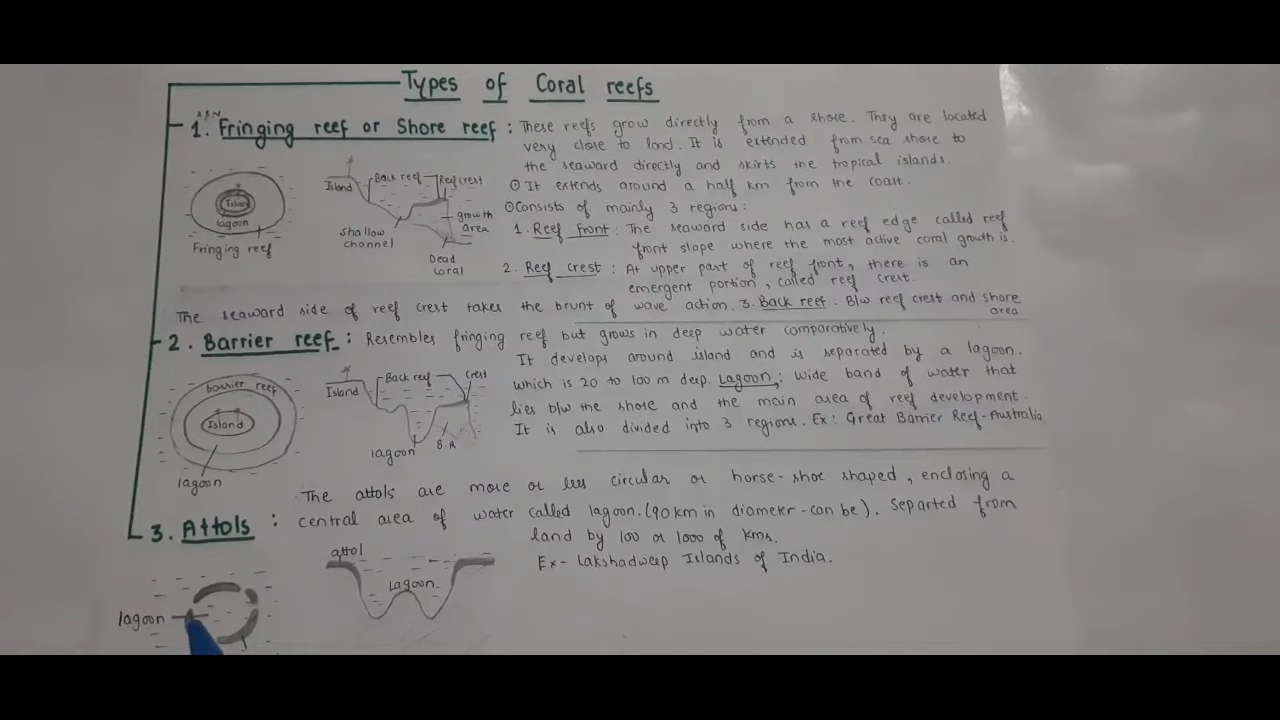 Types of Coral reefs
1. Fringing reef or Shore reef : These reefs grow directly from a shore. They are located
very close to land. It is extended from sea shore to
the seaward directly and skirts the tropical islands.
⊙ It extends around a half km from the coast.
⊙ Consists of mainly 3 regions:
1. Reef front : The seaward side has a reef edge called reef
front slope where the most active coral growth is.
2. Reef crest : At upper part of reef front, there is an
emergent portion, called reef crest.
The seaward side of reef crest takes the brunt of wave action. 3. Back reef : B/w reef crest and shore
area
Island
lagoon
Fringing reef
Island
Back reef
Reef crest
growth
area
shallow
channel
Dead
coral
2. Barrier reef : Resembles fringing reef but grows in deep water comparatively.
It develops around island and is separated by a lagoon.
which is 20 to 100 m deep. Lagoon : wide band of water that
lies b/w the shore and the main area of reef development.
It is also divided into 3 regions. Ex: Great Barrier Reef-Australia
barrier reef
Island
lagoon
Island
Back reef
Crest
lagoon
B.R
3. Attols : The attols are more or less circular or horse-shoe shaped, enclosing a
central area of water called lagoon. (90 km in diameter - can be). Separted from
land by 100 or 1000 of kms.
Ex- Lakshadweep Islands of India.
lagoon
attol
Lagoon